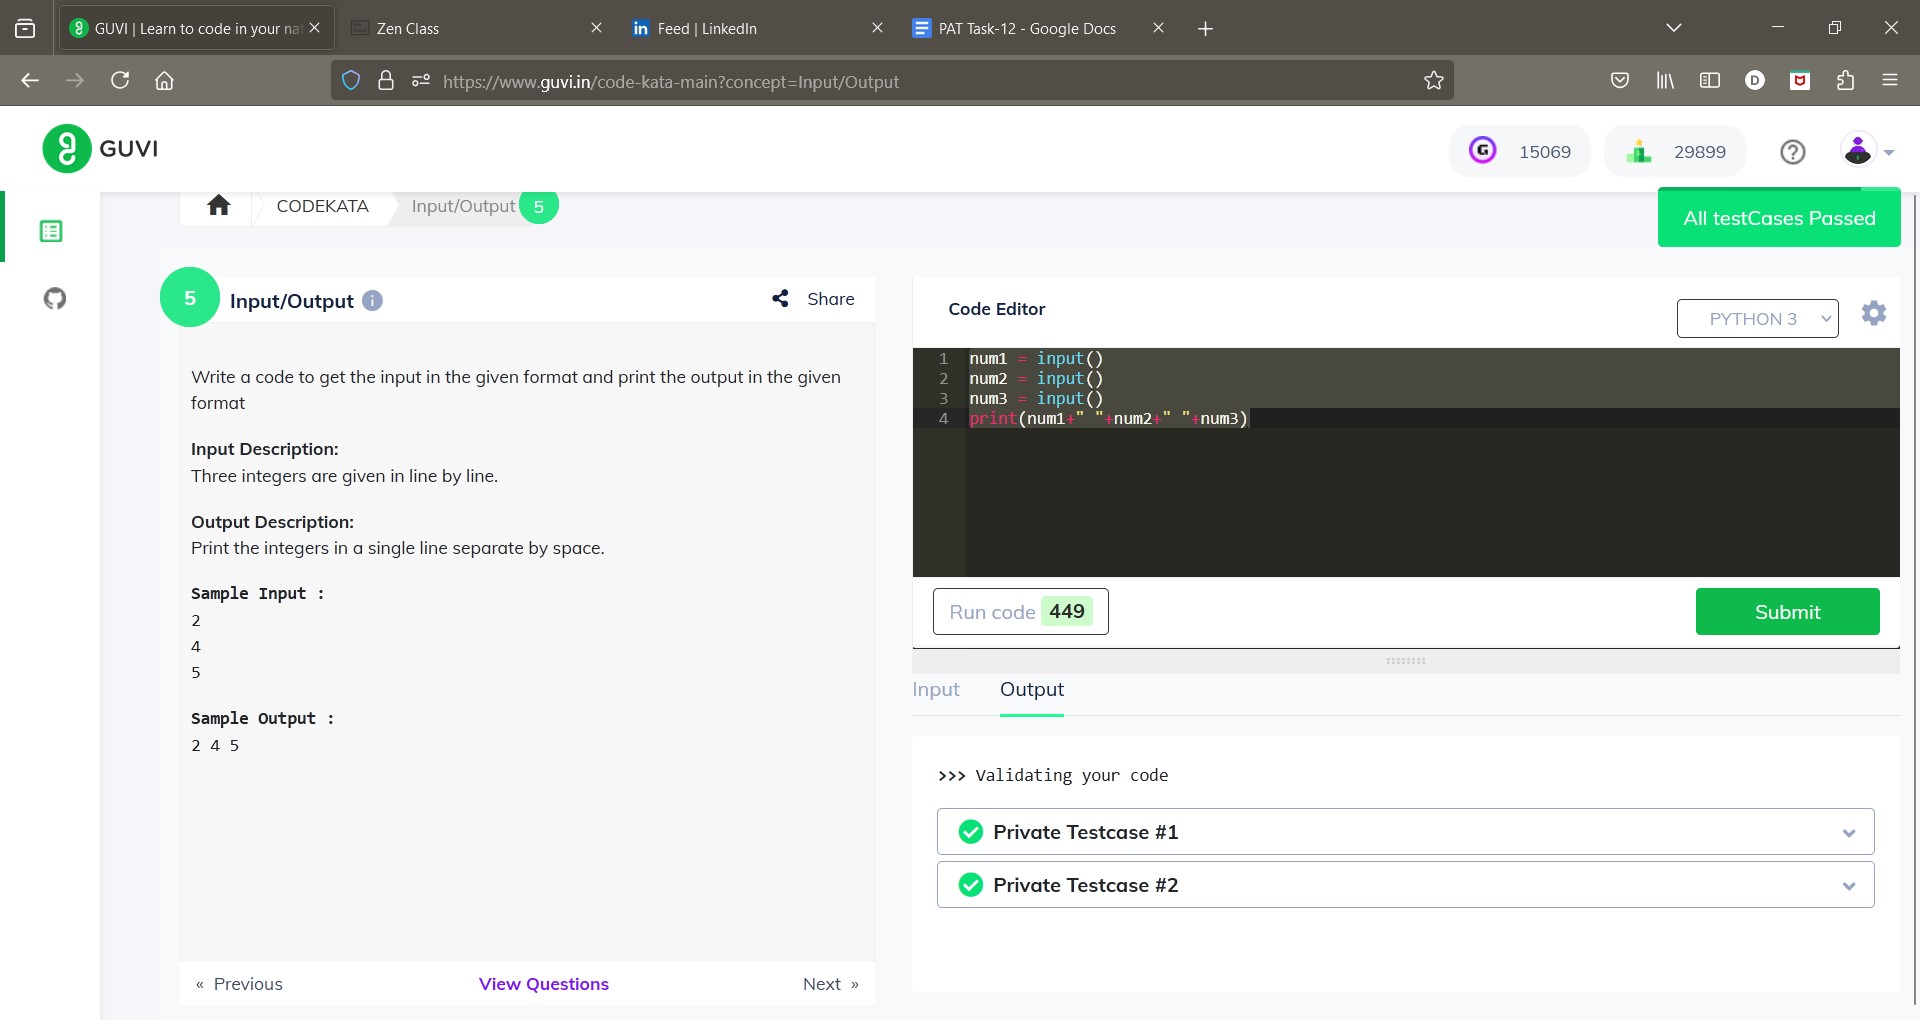 GUVI | Learn to code in your nat
Zen Class
Feed | LinkedIn
PAT Task-12 - Google Docs
https://www.guvi.in/code-kata-main?concept=Input/Output
D
GUVI
G 15069
29899
CODEKATA
Input/Output 5
All testCases Passed
5 Input/Output
Share
Write a code to get the input in the given format and print the output in the given
format
Input Description:
Three integers are given in line by line.
Output Description:
Print the integers in a single line separate by space.
Sample Input :
2
4
5
Sample Output :
2 4 5
« Previous
View Questions
Next »
Code Editor
PYTHON 3
1 num1 = input()
2 num2 = input()
3 num3 = input()
4 print(num1+" "+num2+" "+num3)
Run code 449
Submit
Input
Output
>>> Validating your code
Private Testcase #1
Private Testcase #2